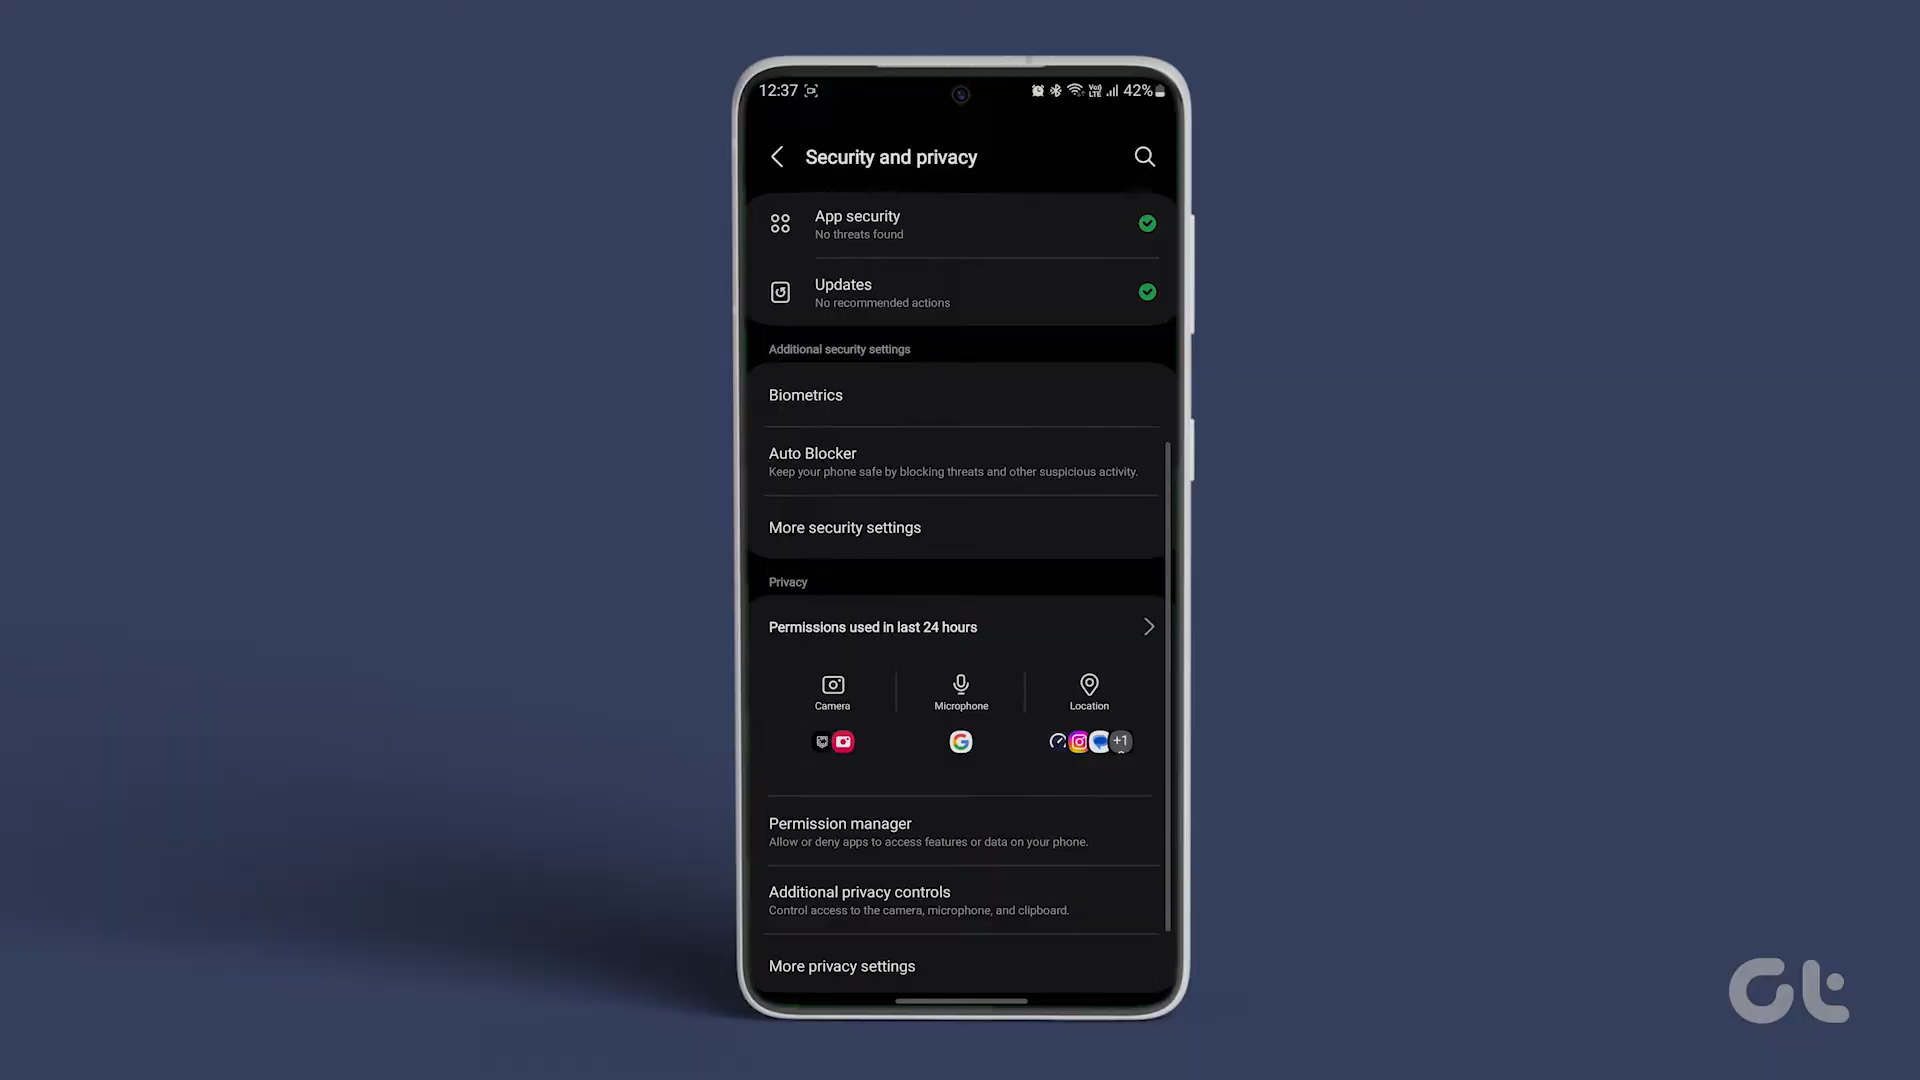 12:37 42%
Security and privacy
App security
No threats found
Updates
No recommended actions
Additional security settings
Biometrics
Auto Blocker
Keep your phone safe by blocking threats and other suspicious activity.
More security settings
Privacy
Permissions used in last 24 hours
Camera Microphone Location
+1
Permission manager
Allow or deny apps to access features or data on your phone.
Additional privacy controls
Control access to the camera, microphone, and clipboard.
More privacy settings
Gt